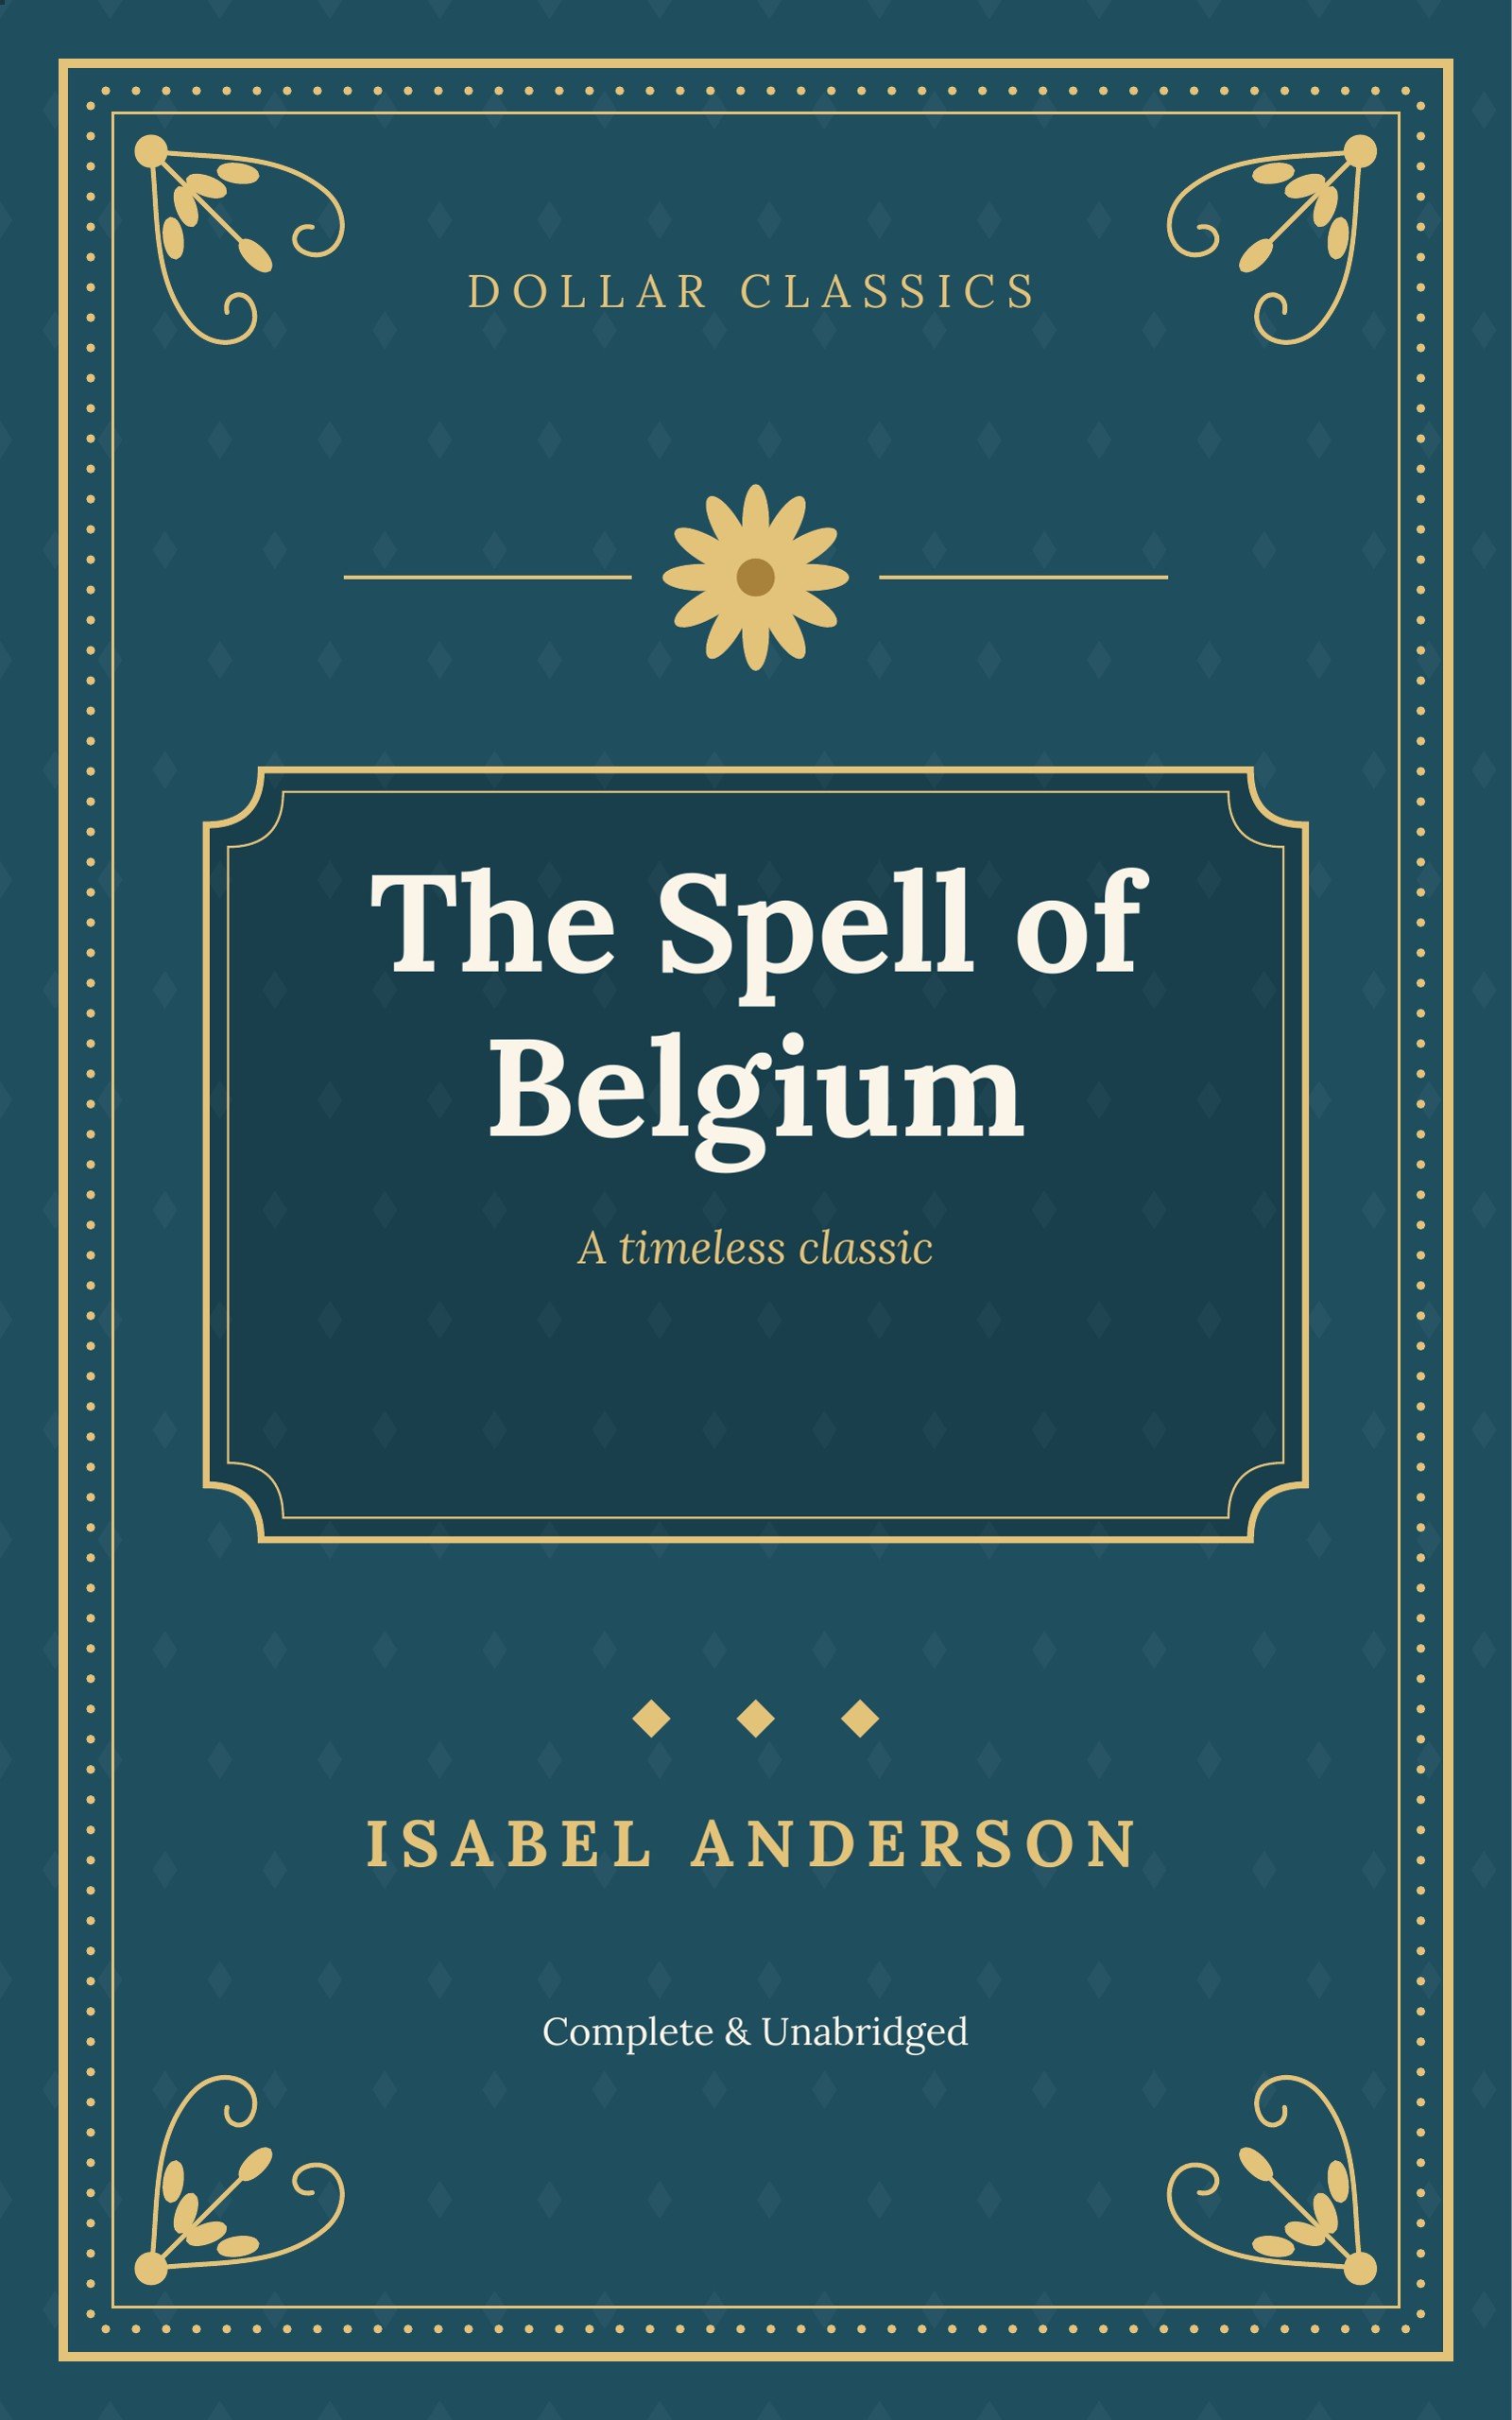 DOLLAR CLASSICS
The Spell of
Belgium
A timeless classic
ISABEL ANDERSON
Complete & Unabridged